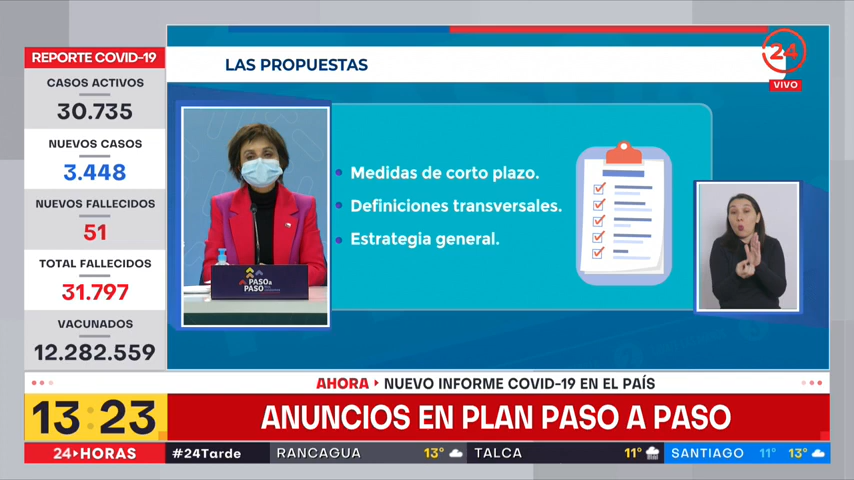 REPORTE COVID-19
CASOS ACTIVOS
30.735
NUEVOS CASOS
3.448
NUEVOS FALLECIDOS
51
TOTAL FALLECIDOS
31.797
VACUNADOS
12.282.559
LAS PROPUESTAS
24
VIVO
• Medidas de corto plazo.
• Definiciones transversales.
• Estrategia general.
PASO a
PASO
AHORA NUEVO INFORME COVID-19 EN EL PAÍS
13:23
ANUNCIOS EN PLAN PASO A PASO
24 HORAS #24Tarde RANCAGUA 13° TALCA 11° SANTIAGO 11° 13°